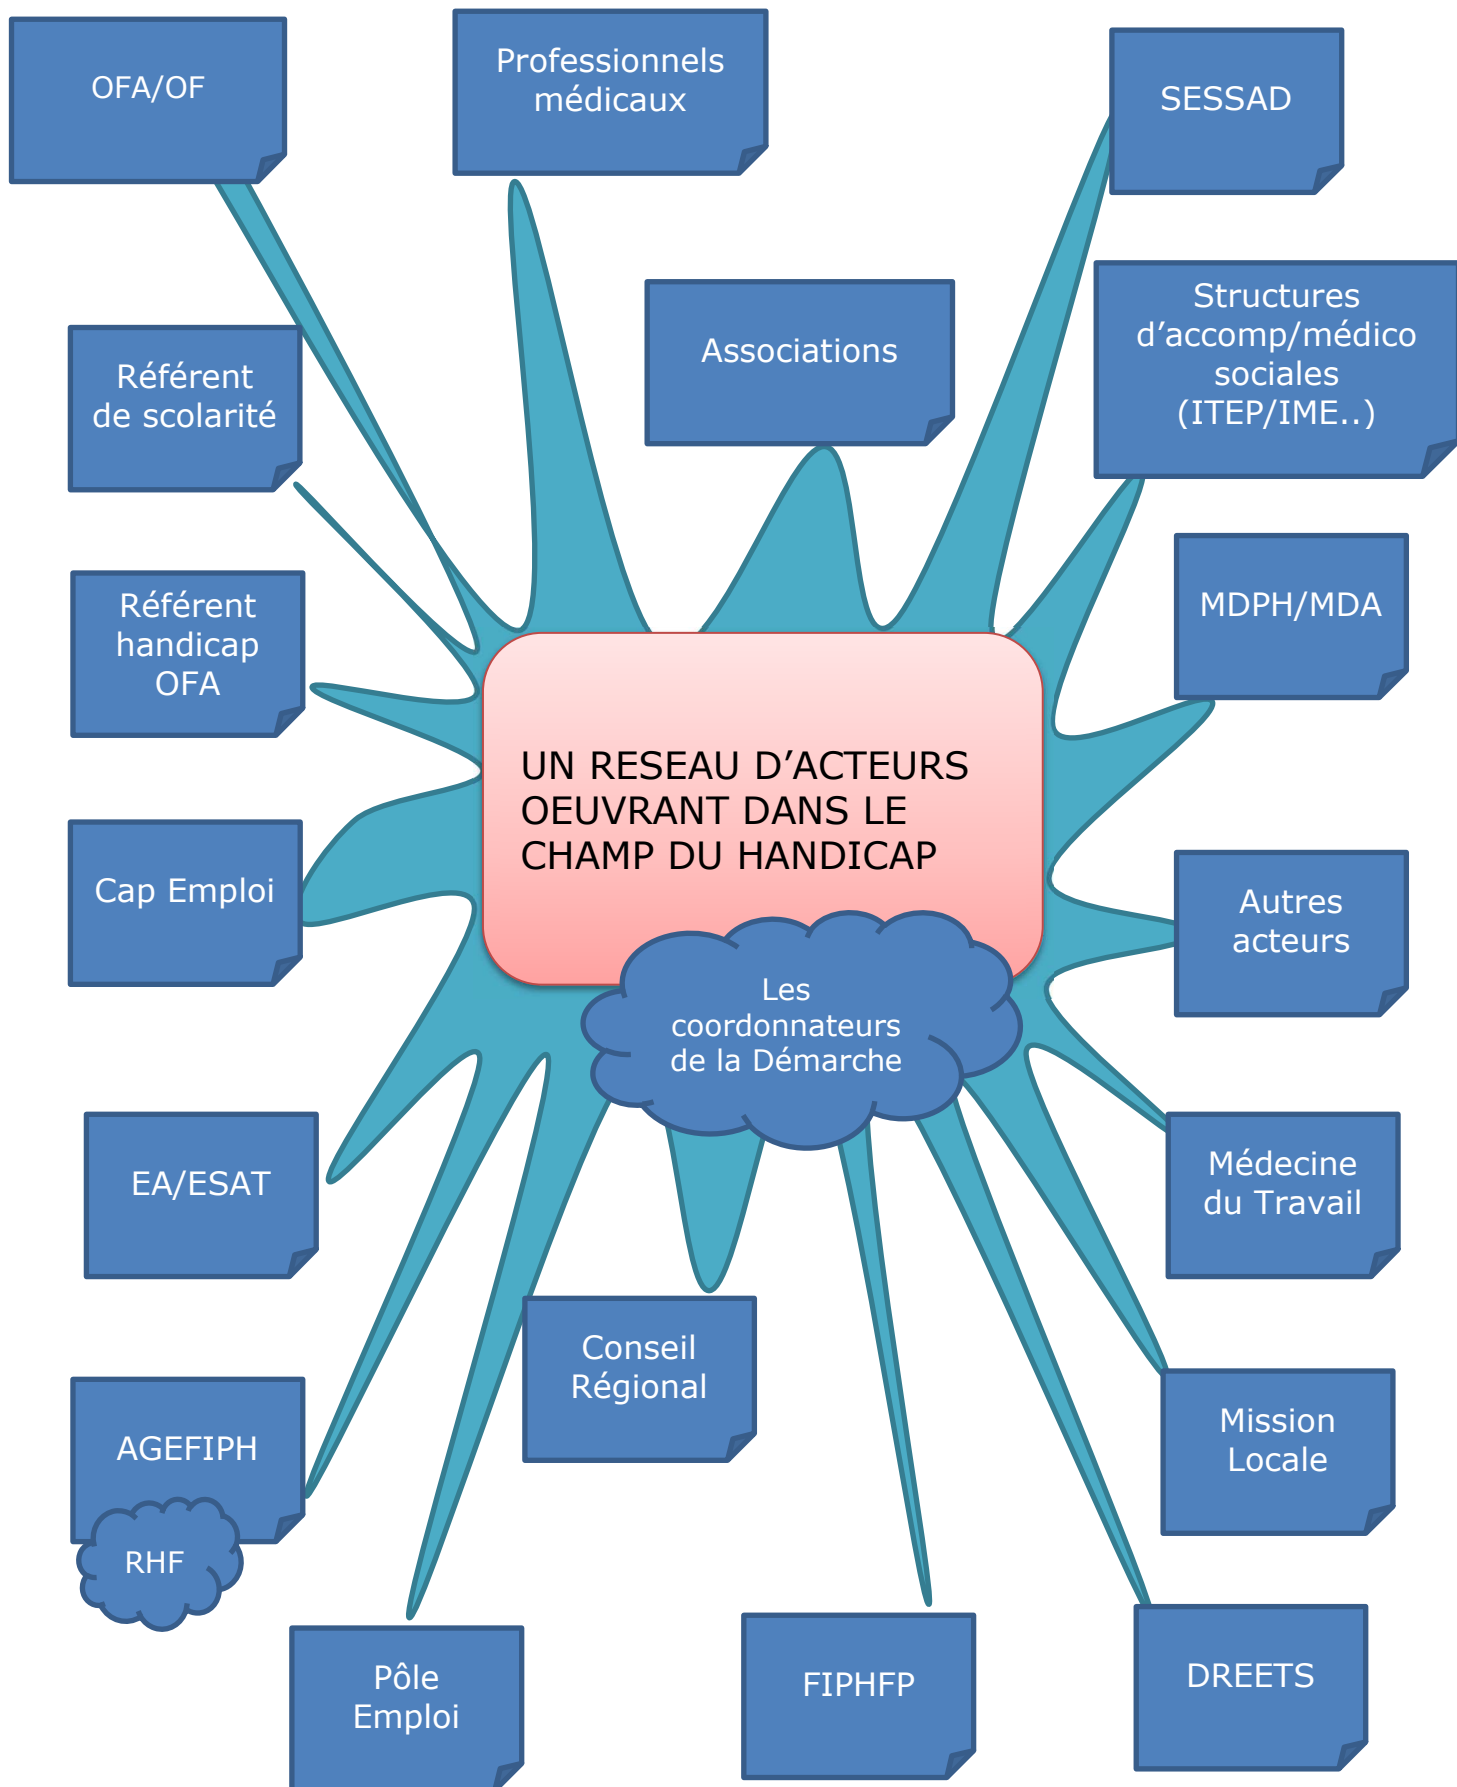 OFA/OF
Professionnels
médicaux
SESSAD
Associations
Structures
d’accomp/médico
sociales
(ITEP/IME..)
Référent
de scolarité
Référent
handicap
OFA
MDPH/MDA
UN RESEAU D’ACTEURS
OEUVRANT DANS LE
CHAMP DU HANDICAP
Cap Emploi
Autres
acteurs
Les
coordonnateurs
de la Démarche
EA/ESAT
Médecine
du Travail
Conseil
Régional
AGEFIPH
RHF
Mission
Locale
Pôle
Emploi
FIPHFP
DREETS